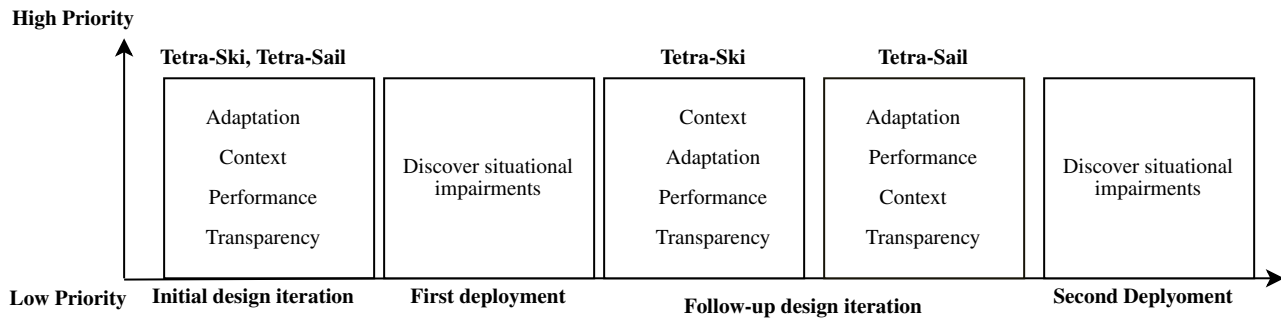 High Priority
Tetra-Ski, Tetra-Sail
Adaptation
Context
Performance
Transparency
Discover situational
impairments
Tetra-Ski
Context
Adaptation
Performance
Transparency
Tetra-Sail
Adaptation
Performance
Context
Transparency
Discover situational
impairments
Low Priority
Initial design iteration
First deployment
Follow-up design iteration
Second Deplyoment